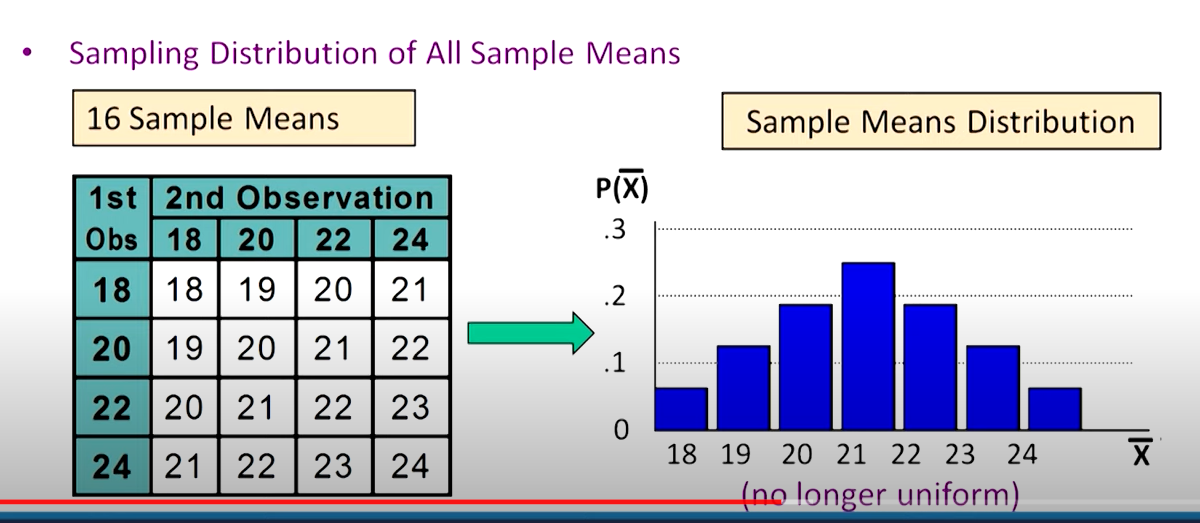 • Sampling Distribution of All Sample Means
16 Sample Means
Sample Means Distribution
1st 2nd Observation
Obs 18 20 22 24
18 18 19 20 21
20 19 20 21 22
22 20 21 22 23
24 21 22 23 24
P(X̅)
.3
.2
.1
0
18 19 20 21 22 23 24 X̅
(no longer uniform)